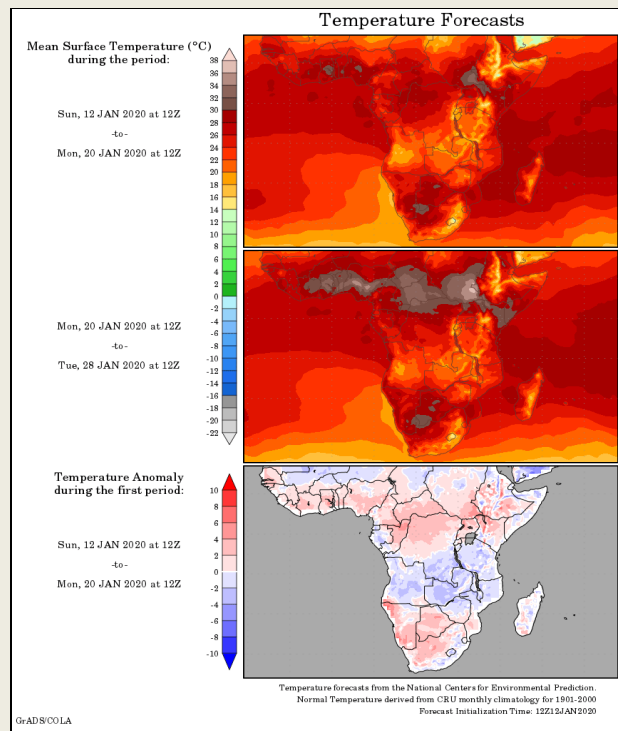 Temperature Forecasts
Mean Surface Temperature (°C)
during the period:
Sun, 12 JAN 2020 at 12Z
-to-
Mon, 20 JAN 2020 at 12Z
38
36
34
32
30
28
26
24
22
20
18
16
14
12
10
8
6
4
2
0
-2
-4
-6
-8
-10
-12
-14
-16
-18
-20
-22
Mon, 20 JAN 2020 at 12Z
-to-
Tue, 28 JAN 2020 at 12Z
Temperature Anomaly
during the first period:
Sun, 12 JAN 2020 at 12Z
-to-
Mon, 20 JAN 2020 at 12Z
10
8
6
4
2
0
-2
-4
-6
-8
-10
Temperature forecasts from the National Centers for Environmental Prediction.
Normal Temperature derived from CRU monthly climatology for 1901-2000
Forecast Initialization Time: 12Z12JAN2020
GrADS/COLA